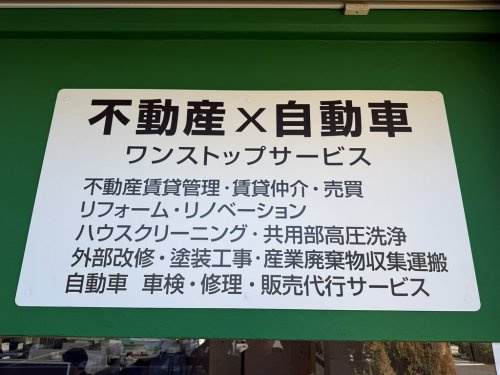 不動産×自動車
ワンストップサービス
不動産賃貸管理・賃貸仲介・売買
リフォーム・リノベーション
ハウスクリーニング・共用部高圧洗浄
外部改修・塗装工事・産業廃棄物収集運搬
自動車 車検・修理・販売代行サービス